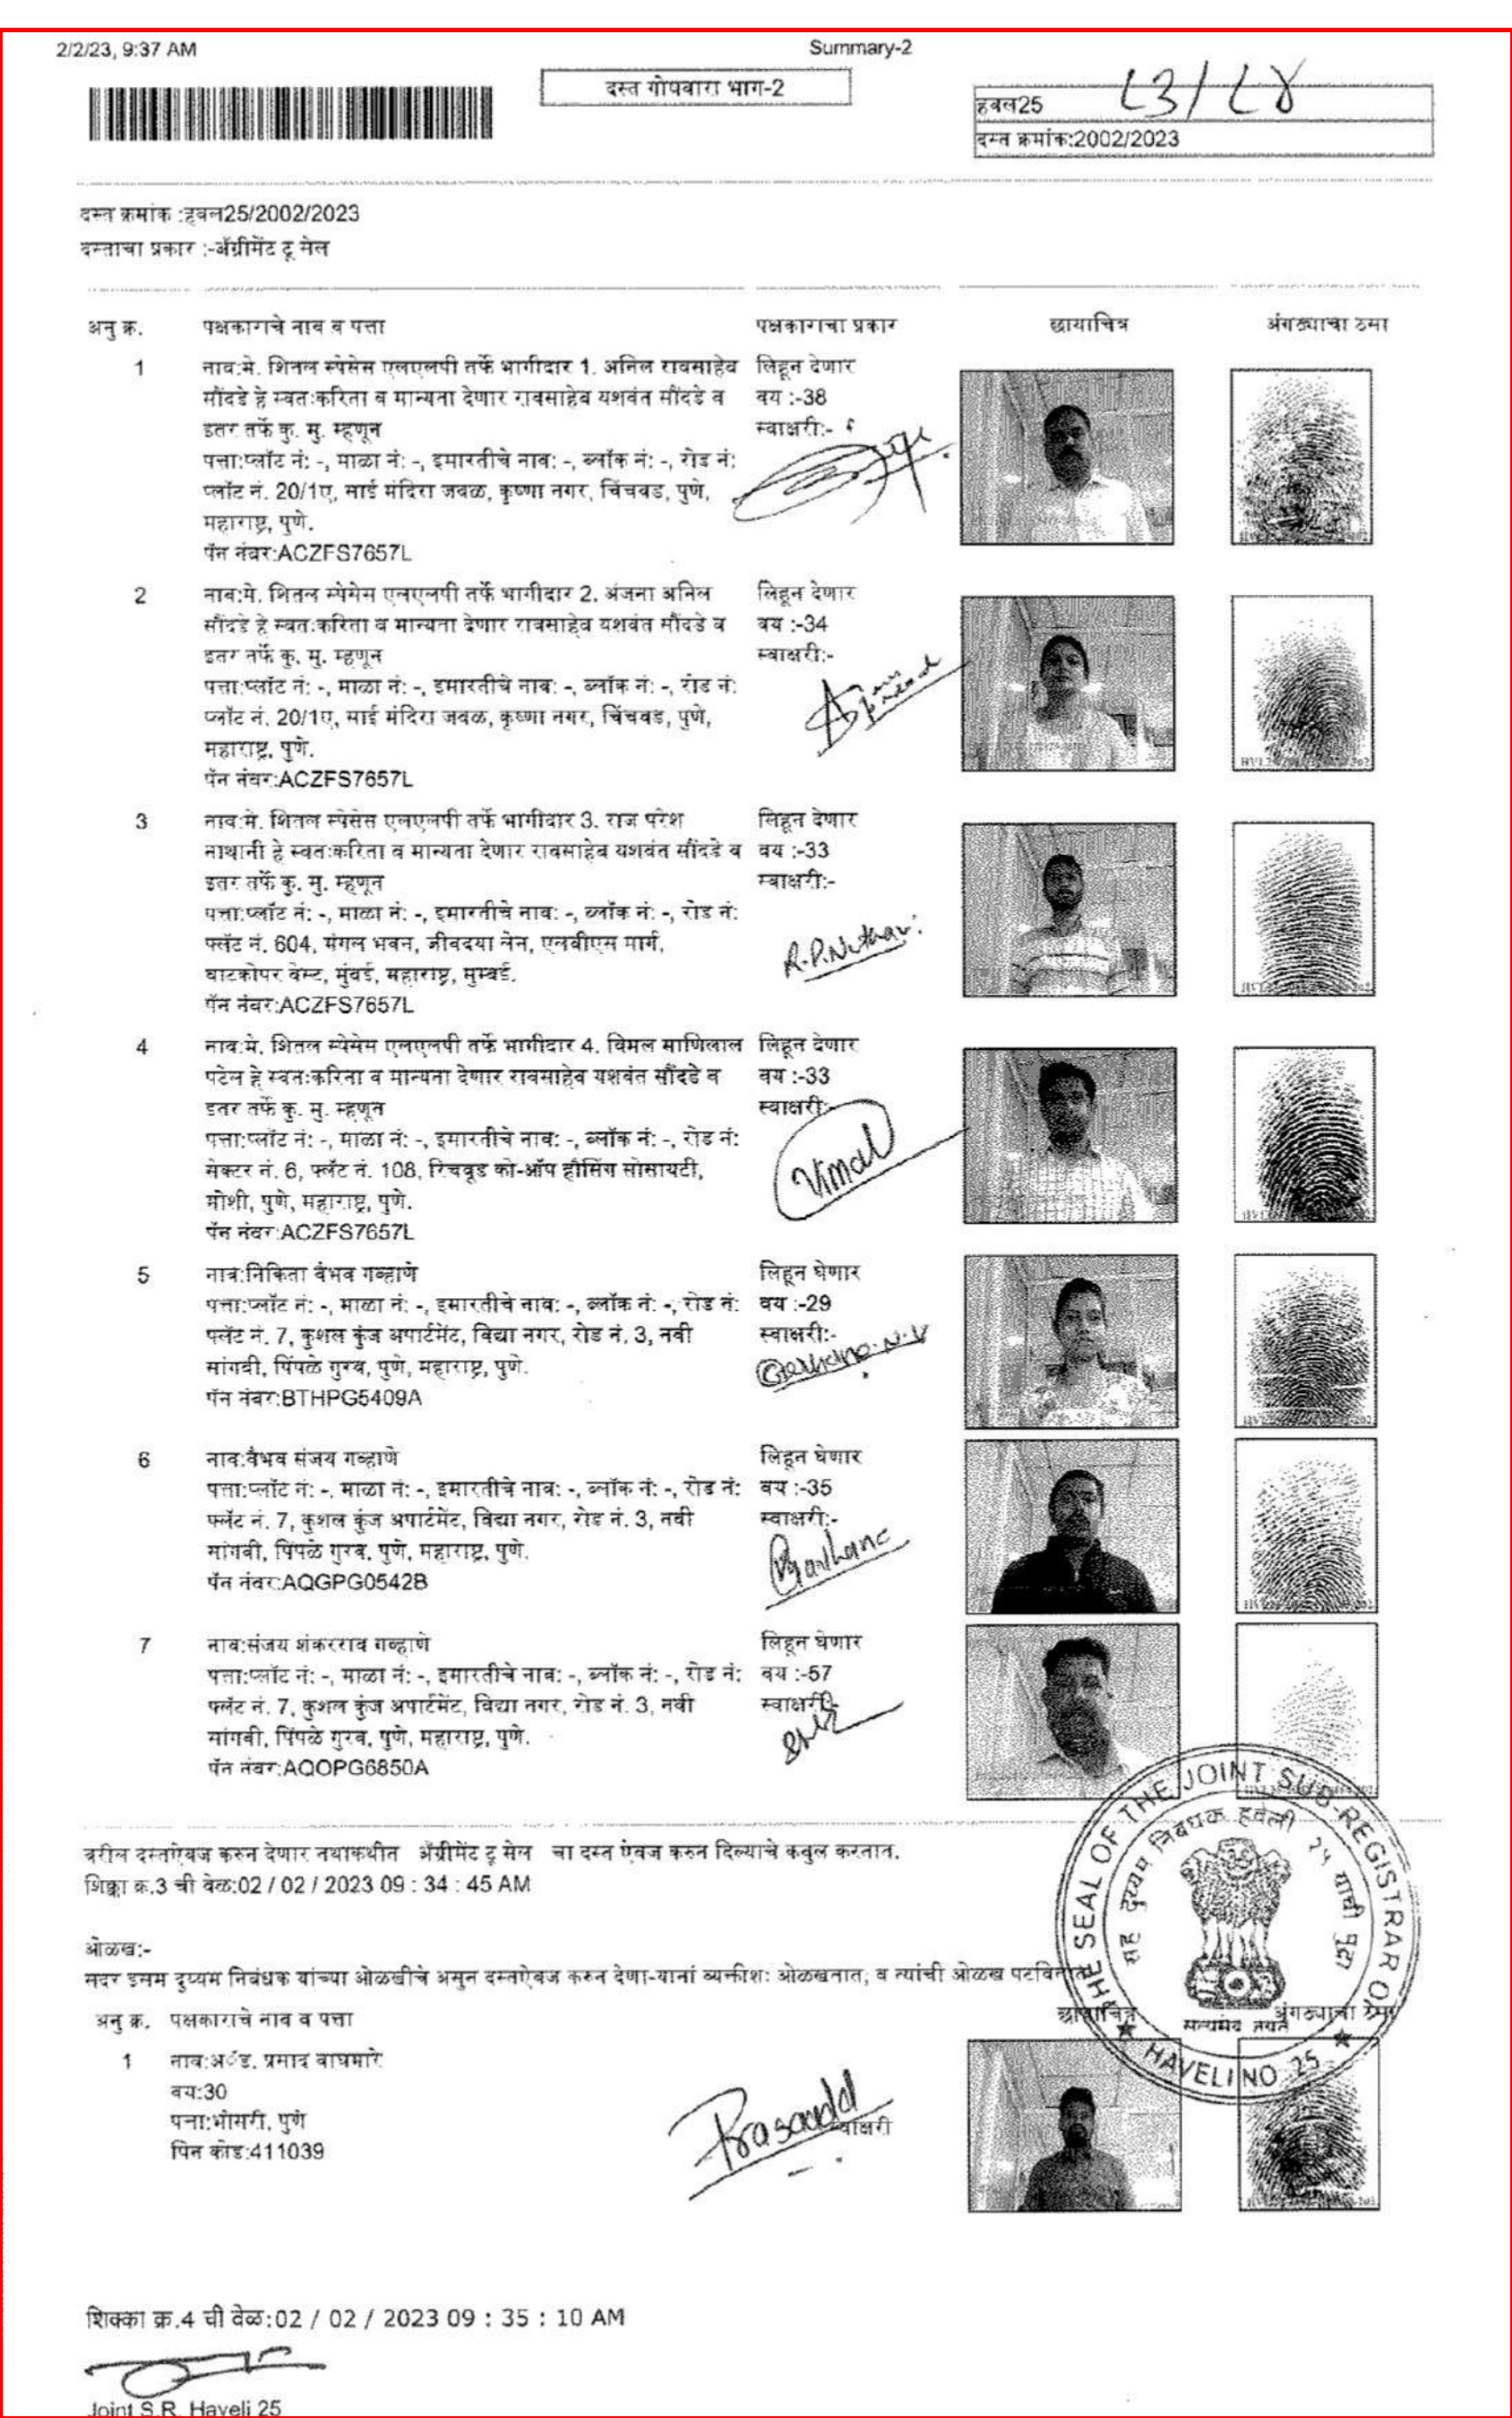 2/2/23, 9:37 AM
Summary-2
दस्त गोषवारा भाग-2
हवल25
८3/८४
दस्त क्रमांक:2002/2023
दस्त क्रमांक :हवल25/2002/2023
दस्ताचा प्रकार :-अॅग्रीमेंट टू सेल
अनु क्र. पक्षकाराचे नाव व पत्ता पक्षकाराचा प्रकार छायाचित्र अंगठ्याचा ठसा
1 नाव:मे. शितल स्पेसेस एलएलपी तर्फे भागीदार 1. अनिल रावसाहेब लिहून देणार
सौंदडे हे स्वतःकरिता व मान्यता देणार रावसाहेब यशवंत सौंदडे व वय :-38
इतर तर्फे कु. मु. म्हणून स्वाक्षरी:-
पत्ता:प्लॉट नं: -, माळा नं: -, इमारतीचे नाव: -, ब्लॉक नं: -, रोड नं:
प्लॉट नं. 20/1ए, साई मंदिरा जवळ, कृष्णा नगर, चिंचवड, पुणे,
महाराष्ट्र, पुणे.
पॅन नंबर:ACZFS7657L
2 नाव:मे. शितल स्पेसेस एलएलपी तर्फे भागीदार 2. अंजना अनिल लिहून देणार
सौंदडे हे स्वतःकरिता व मान्यता देणार रावसाहेब यशवंत सौंदडे व वय :-34
इतर तर्फे कु. मु. म्हणून स्वाक्षरी:-
पत्ता:प्लॉट नं: -, माळा नं: -, इमारतीचे नाव: -, ब्लॉक नं: -, रोड नं:
प्लॉट नं. 20/1ए, साई मंदिरा जवळ, कृष्णा नगर, चिंचवड, पुणे,
महाराष्ट्र, पुणे.
पॅन नंबर:ACZFS7657L
3 नाव:मे. शितल स्पेसेस एलएलपी तर्फे भागीदार 3. राज परेश लिहून देणार
नाथानी हे स्वतःकरिता व मान्यता देणार रावसाहेब यशवंत सौंदडे व वय :-33
इतर तर्फे कु. मु. म्हणून स्वाक्षरी:-
पत्ता:प्लॉट नं: -, माळा नं: -, इमारतीचे नाव: -, ब्लॉक नं: -, रोड नं:
फ्लॅट नं. 604, मंगल भवन, जीवदया लेन, एलबीएस मार्ग,
घाटकोपर वेस्ट, मुंबई, महाराष्ट्र, मुम्बई.
R.P.Nathani
पॅन नंबर:ACZFS7657L
4 नाव:मे. शितल स्पेसेस एलएलपी तर्फे भागीदार 4. विमल माणिलाल लिहून देणार
पटेल हे स्वतःकरिता व मान्यता देणार रावसाहेब यशवंत सौंदडे व वय :-33
इतर तर्फे कु. मु. म्हणून स्वाक्षरी:-
पत्ता:प्लॉट नं: -, माळा नं: -, इमारतीचे नाव: -, ब्लॉक नं: -, रोड नं:
सेक्टर नं. 6, फ्लॅट नं. 108, रिचवूड को-ऑप हौसिंग सोसायटी,
Vimal
मोशी, पुणे, महाराष्ट्र, पुणे.
पॅन नंबर:ACZFS7657L
5 नाव:निकिता वैभव गव्हाणे लिहून घेणार
पत्ता:प्लॉट नं: -, माळा नं: -, इमारतीचे नाव: -, ब्लॉक नं: -, रोड नं: वय :-29
फ्लॅट नं. 7, कुशल कुंज अपार्टमेंट, विद्या नगर, रोड नं. 3, नवी स्वाक्षरी:-
सांगवी, पिंपळे गुरव, पुणे, महाराष्ट्र, पुणे.
Gavhane.N.V
पॅन नंबर:BTHPG5409A
6 नाव:वैभव संजय गव्हाणे लिहून घेणार
पत्ता:प्लॉट नं: -, माळा नं: -, इमारतीचे नाव: -, ब्लॉक नं: -, रोड नं: वय :-35
फ्लॅट नं. 7, कुशल कुंज अपार्टमेंट, विद्या नगर, रोड नं. 3, नवी स्वाक्षरी:-
सांगवी, पिंपळे गुरव, पुणे, महाराष्ट्र, पुणे.
पॅन नंबर:AQGPG0542B
7 नाव:संजय शंकरराव गव्हाणे लिहून घेणार
पत्ता:प्लॉट नं: -, माळा नं: -, इमारतीचे नाव: -, ब्लॉक नं: -, रोड नं: वय :-57
फ्लॅट नं. 7, कुशल कुंज अपार्टमेंट, विद्या नगर, रोड नं. 3, नवी स्वाक्षरी:-
सांगवी, पिंपळे गुरव, पुणे, महाराष्ट्र, पुणे.
पॅन नंबर:AQOPG6850A
वरील दस्तऐवज करुन देणार तथाकथीत अॅग्रीमेंट टू सेल चा दस्त ऐवज करुन दिल्याचे कबुल करतात.
शिक्का क्र.3 ची वेळ:02 / 02 / 2023 09 : 34 : 45 AM
THE SEAL OF THE JOINT SUB-REGISTRAR O
सह दुय्यम निबंधक हवेली २५ यांची मुद्रा
सत्यमेव जयते
HAVELI NO 25
ओळख:-
सदर इसम दुय्यम निबंधक यांच्या ओळखीचे असुन दस्तऐवज करुन देणा-यानां व्यक्तीशः ओळखतात, व त्यांची ओळख पटवितात
अनु क्र. पक्षकाराचे नाव व पत्ता छायाचित्र अंगठ्याचा ठसा
1 नाव:अॅड. प्रसाद वाघमारे
वय:30
पत्ता:भोसरी, पुणे
स्वाक्षरी
पिन कोड:411039
शिक्का क्र.4 ची वेळ:02 / 02 / 2023 09 : 35 : 10 AM
Joint S.R. Haveli 25